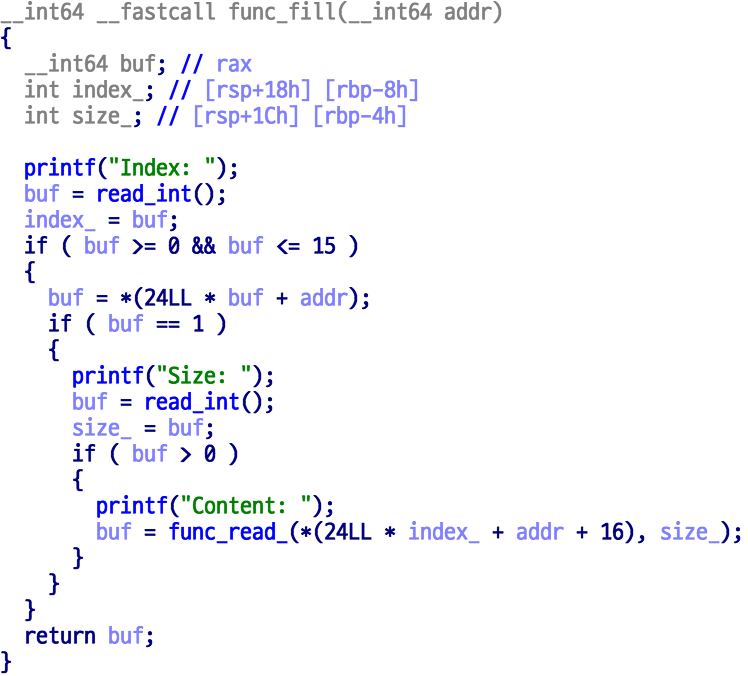 __int64 __fastcall func_fill(__int64 addr)
{
  __int64 buf; // rax
  int index_; // [rsp+18h] [rbp-8h]
  int size_; // [rsp+1Ch] [rbp-4h]

  printf("Index: ");
  buf = read_int();
  index_ = buf;
  if ( buf >= 0 && buf <= 15 )
  {
    buf = *(24LL * buf + addr);
    if ( buf == 1 )
    {
      printf("Size: ");
      buf = read_int();
      size_ = buf;
      if ( buf > 0 )
      {
        printf("Content: ");
        buf = func_read_(*(24LL * index_ + addr + 16), size_);
      }
    }
  }
  return buf;
}